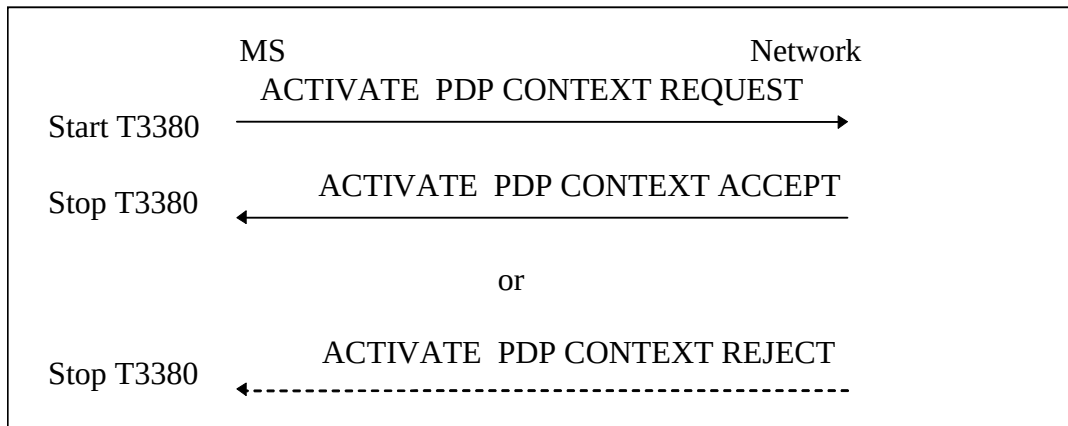 MS Network
ACTIVATE PDP CONTEXT REQUEST
Start T3380
ACTIVATE PDP CONTEXT ACCEPT
Stop T3380
or
ACTIVATE PDP CONTEXT REJECT
Stop T3380